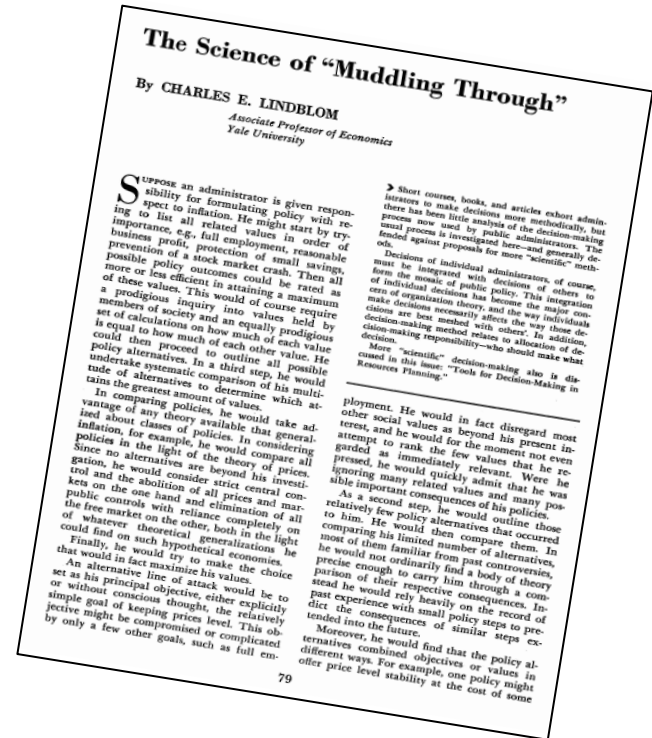 The Science of “Muddling Through”
By CHARLES E. LINDBLOM
Associate Professor of Economics
Yale University
SUPPOSE an administrator is given respon-
sibility for formulating policy with re-
spect to inflation. He might start by try-
ing to list all related values in order of
importance, e.g., full employment, reasonable
business profit, protection of small savings,
prevention of a stock market crash. Then all
possible policy outcomes could be rated as
more or less efficient in attaining a maximum
of these values. This would of course require
a prodigious inquiry into values held by
members of society and an equally prodigious
set of calculations on how much of each value
is equal to how much of each other value. He
could then proceed to outline all possible
policy alternatives. In a third step, he would
undertake systematic comparison of his multi-
tude of alternatives to determine which at-
tains the greatest amount of values.
In comparing policies, he would take ad-
vantage of any theory available that general-
ized about classes of policies. In considering
inflation, for example, he would compare all
policies in the light of the theory of prices.
Since no alternatives are beyond his investi-
gation, he would consider strict central con-
trol and the abolition of all prices and mar-
kets on the one hand and elimination of all
public controls with reliance completely on
the free market on the other, both in the light
of whatever theoretical generalizations he
could find on such hypothetical economies.
Finally, he would try to make the choice
that would in fact maximize his values.
An alternative line of attack would be to
set as his principal objective, either explicitly
or without conscious thought, the relatively
simple goal of keeping prices level. This ob-
jective might be compromised or complicated
by only a few other goals, such as full em-
> Short courses, books, and articles exhort admin-
istrators to make decisions more methodically, but
there has been little analysis of the decision-making
process now used by public administrators. The
usual process is investigated here—and generally de-
fended against proposals for more “scientific” meth-
ods.
Decisions of individual administrators, of course,
must be integrated with decisions of others to
form the mosaic of public policy. This integration
of individual decisions has become the major con-
cern of organization theory, and the way individuals
make decisions necessarily affects the way those de-
cisions are best meshed with others’. In addition,
decision-making method relates to allocation of de-
cision-making responsibility—who should make what
decision.
More “scientific” decision-making also is dis-
cussed in this issue: “Tools for Decision-Making in
Resources Planning.”
ployment. He would in fact disregard most
other social values as beyond his present in-
terest, and he would for the moment not even
attempt to rank the few values that he re-
garded as immediately relevant. Were he
pressed, he would quickly admit that he was
ignoring many related values and many pos-
sible important consequences of his policies.
As a second step, he would outline those
relatively few policy alternatives that occurred
to him. He would then compare them. In
comparing his limited number of alternatives,
most of them familiar from past controversies,
he would not ordinarily find a body of theory
precise enough to carry him through a com-
parison of their respective consequences. In-
stead he would rely heavily on the record of
past experience with small policy steps to pre-
dict the consequences of similar steps ex-
tended into the future.
Moreover, he would find that the policy al-
ternatives combined objectives or values in
different ways. For example, one policy might
offer price level stability at the cost of some
79